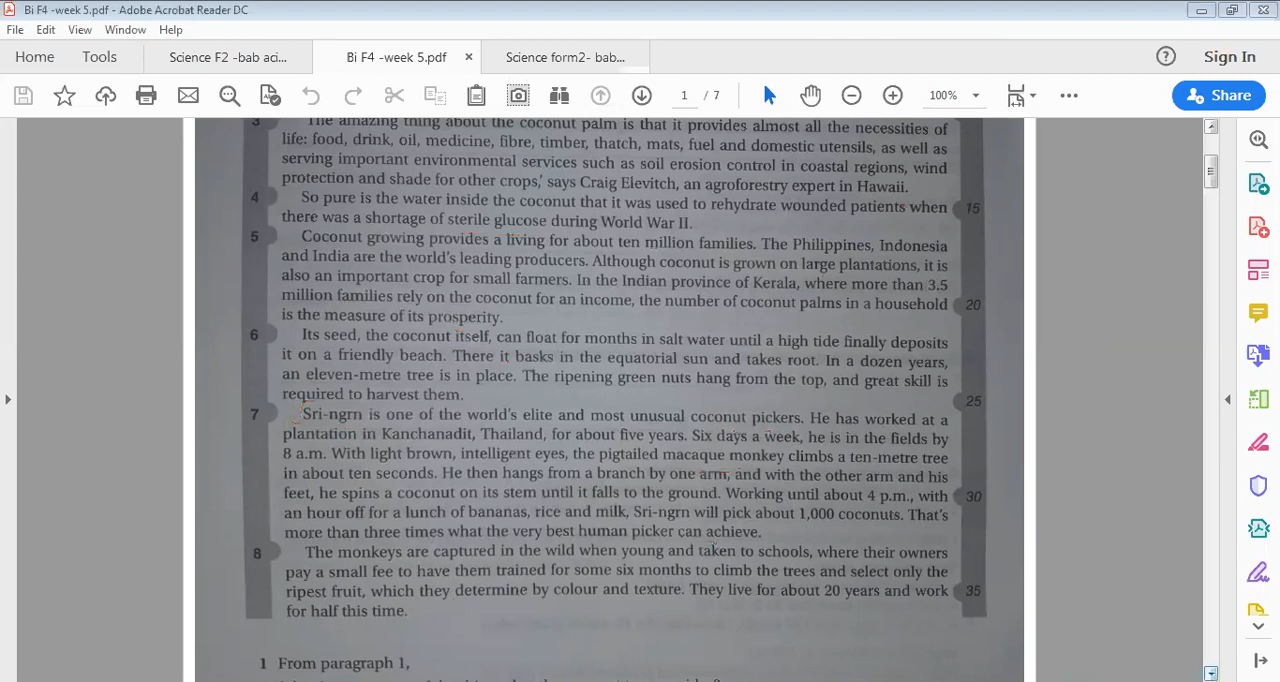 Bi F4 -week 5.pdf - Adobe Acrobat Reader DC
File Edit View Window Help
Home Tools Science F2 -bab aci... Bi F4 -week 5.pdf × Science form2- bab... ? Sign In
1 / 7 100% Share
3 'The amazing thing about the coconut palm is that it provides almost all the necessities of
life: food, drink, oil, medicine, fibre, timber, thatch, mats, fuel and domestic utensils, as well as
serving important environmental services such as soil erosion control in coastal regions, wind
protection and shade for other crops,' says Craig Elevitch, an agroforestry expert in Hawaii.
4 So pure is the water inside the coconut that it was used to rehydrate wounded patients when 15
there was a shortage of sterile glucose during World War II.
5 Coconut growing provides a living for about ten million families. The Philippines, Indonesia
and India are the world's leading producers. Although coconut is grown on large plantations, it is
also an important crop for small farmers. In the Indian province of Kerala, where more than 3.5
million families rely on the coconut for an income, the number of coconut palms in a household 20
is the measure of its prosperity.
6 Its seed, the coconut itself, can float for months in salt water until a high tide finally deposits
it on a friendly beach. There it basks in the equatorial sun and takes root. In a dozen years,
an eleven-metre tree is in place. The ripening green nuts hang from the top, and great skill is
required to harvest them. 25
7 Sri-ngrn is one of the world's elite and most unusual coconut pickers. He has worked at a
plantation in Kanchanadit, Thailand, for about five years. Six days a week, he is in the fields by
8 a.m. With light brown, intelligent eyes, the pigtailed macaque monkey climbs a ten-metre tree
in about ten seconds. He then hangs from a branch by one arm, and with the other arm and his
feet, he spins a coconut on its stem until it falls to the ground. Working until about 4 p.m., with 30
an hour off for a lunch of bananas, rice and milk, Sri-ngrn will pick about 1,000 coconuts. That's
more than three times what the very best human picker can achieve.
8 The monkeys are captured in the wild when young and taken to schools, where their owners
pay a small fee to have them trained for some six months to climb the trees and select only the
ripest fruit, which they determine by colour and texture. They live for about 20 years and work 35
for half this time.
1 From paragraph 1,